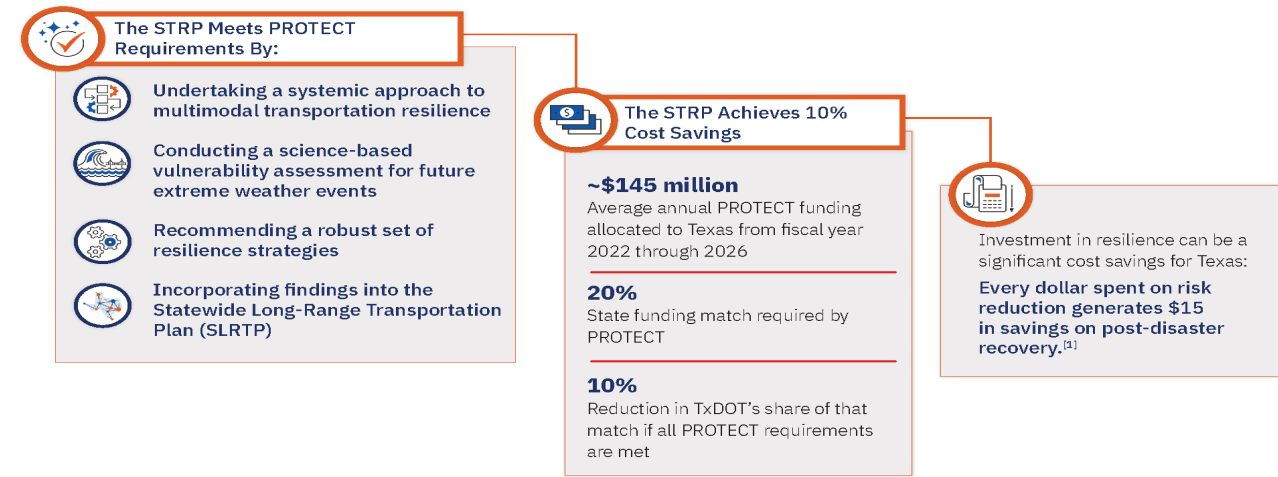 The STRP Meets PROTECT
Requirements By:
Undertaking a systemic approach to
multimodal transportation resilience
Conducting a science-based
vulnerability assessment for future
extreme weather events
Recommending a robust set of
resilience strategies
Incorporating findings into the
Statewide Long-Range Transportation
Plan (SLRTP)
$
The STRP Achieves 10%
Cost Savings
~$145 million
Average annual PROTECT funding
allocated to Texas from fiscal year
2022 through 2026
20%
State funding match required by
PROTECT
10%
Reduction in TxDOT’s share of that
match if all PROTECT requirements
are met
Investment in resilience can be a
significant cost savings for Texas:
Every dollar spent on risk
reduction generates $15
in savings on post-disaster
recovery.[1]